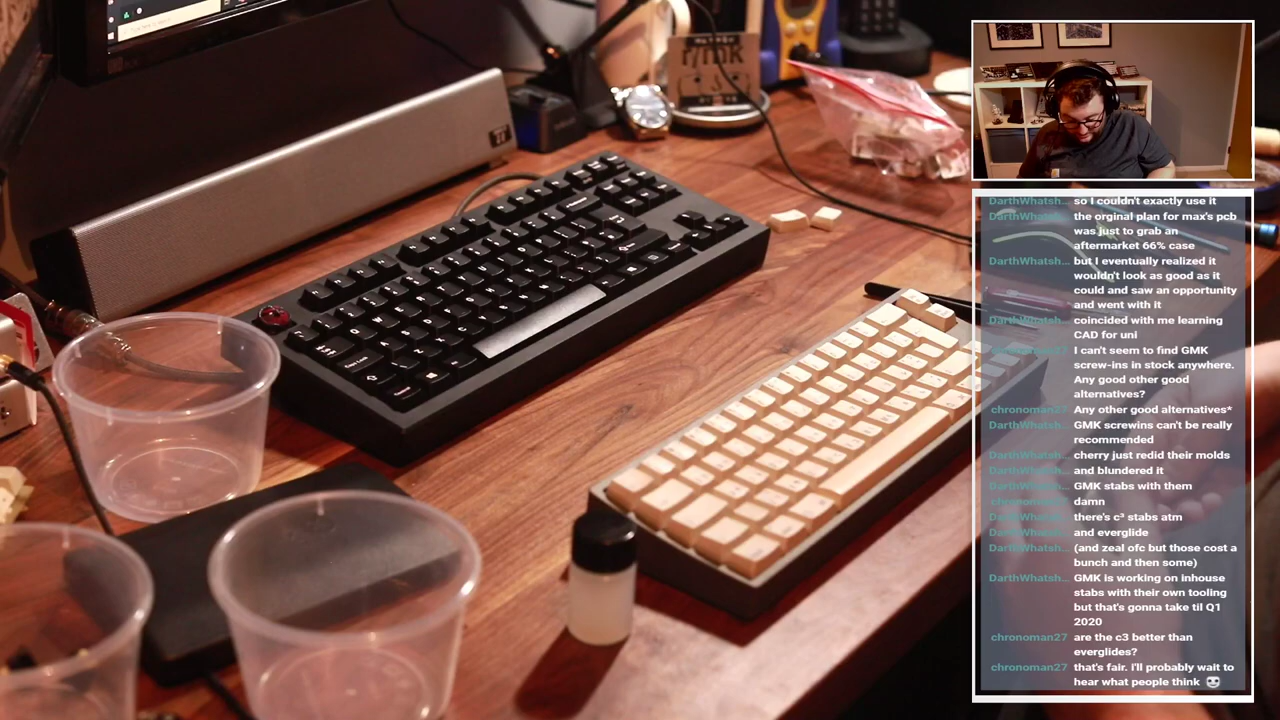 so I couldn't exactly use it
DarthWhatsh... the orginal plan for max's pcb
was just to grab an
aftermarket 66% case
DarthWhatsh... but I eventually realized it
wouldn't look as good as it
could and saw an opportunity
and went with it
DarthWhatsh... coincided with me learning
CAD for uni
I can't seem to find GMK
screw-ins in stock anywhere.
Any good other good
alternatives?
chronoman27 Any other good alternatives*
DarthWhatsh... GMK screwins can't be really
recommended
DarthWhatsh... cherry just redid their molds
DarthWhatsh... and blundered it
DarthWhatsh... GMK stabs with them
chronoman27 damn
DarthWhatsh... there's c³ stabs atm
DarthWhatsh... and everglide
DarthWhatsh... (and zeal ofc but those cost a
bunch and then some)
DarthWhatsh... GMK is working on inhouse
stabs with their own tooling
but that's gonna take til Q1
2020
chronoman27 are the c3 better than
everglides?
chronoman27 that's fair. i'll probably wait to
hear what people think